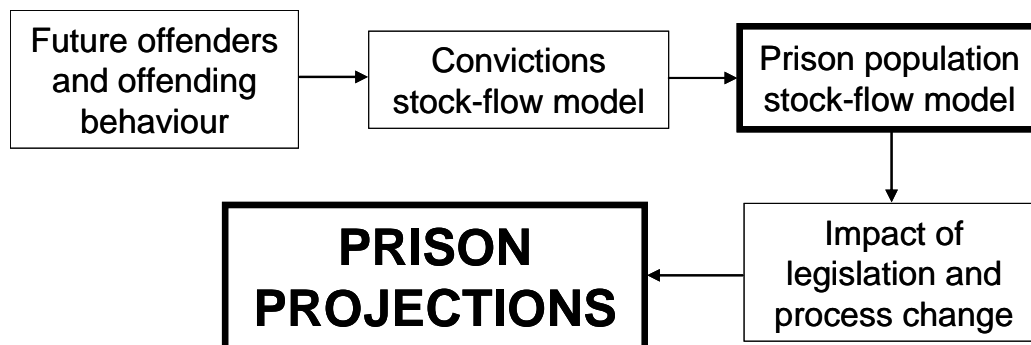 Future offenders
and offending
behaviour
Convictions
stock-flow model
Prison population
stock-flow model
Impact of
legislation and
process change
PRISON
PROJECTIONS